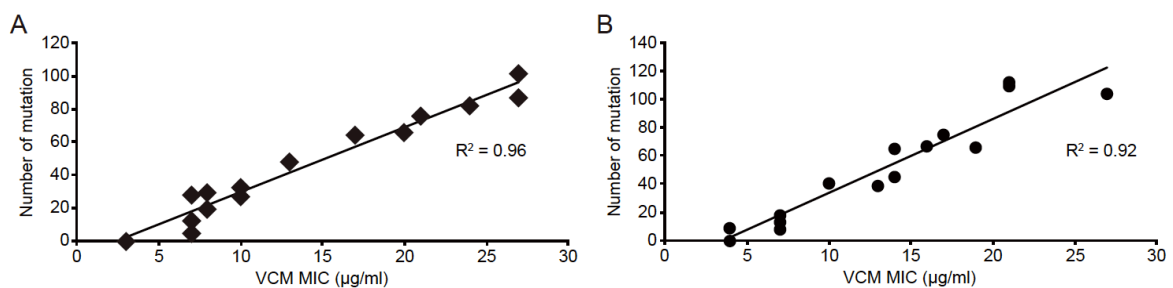 A
Number of mutation
120
100
80
60
40
20
0
0 5 10 15 20 25 30
VCM MIC (µg/ml)
R² = 0.96
B
Number of mutation
140
120
100
80
60
40
20
0
0 5 10 15 20 25 30
VCM MIC (µg/ml)
R² = 0.92